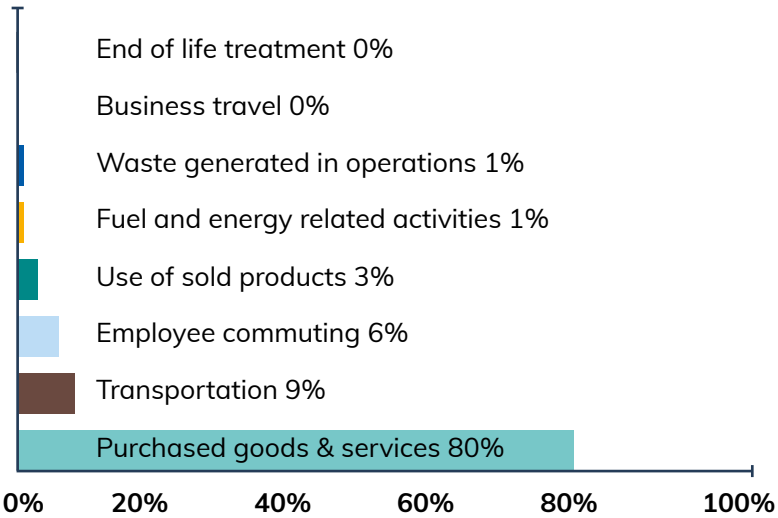 End of life treatment 0%
Business travel 0%
Waste generated in operations 1%
Fuel and energy related activities 1%
Use of sold products 3%
Employee commuting 6%
Transportation 9%
Purchased goods & services 80%
0% 20% 40% 60% 80% 100%